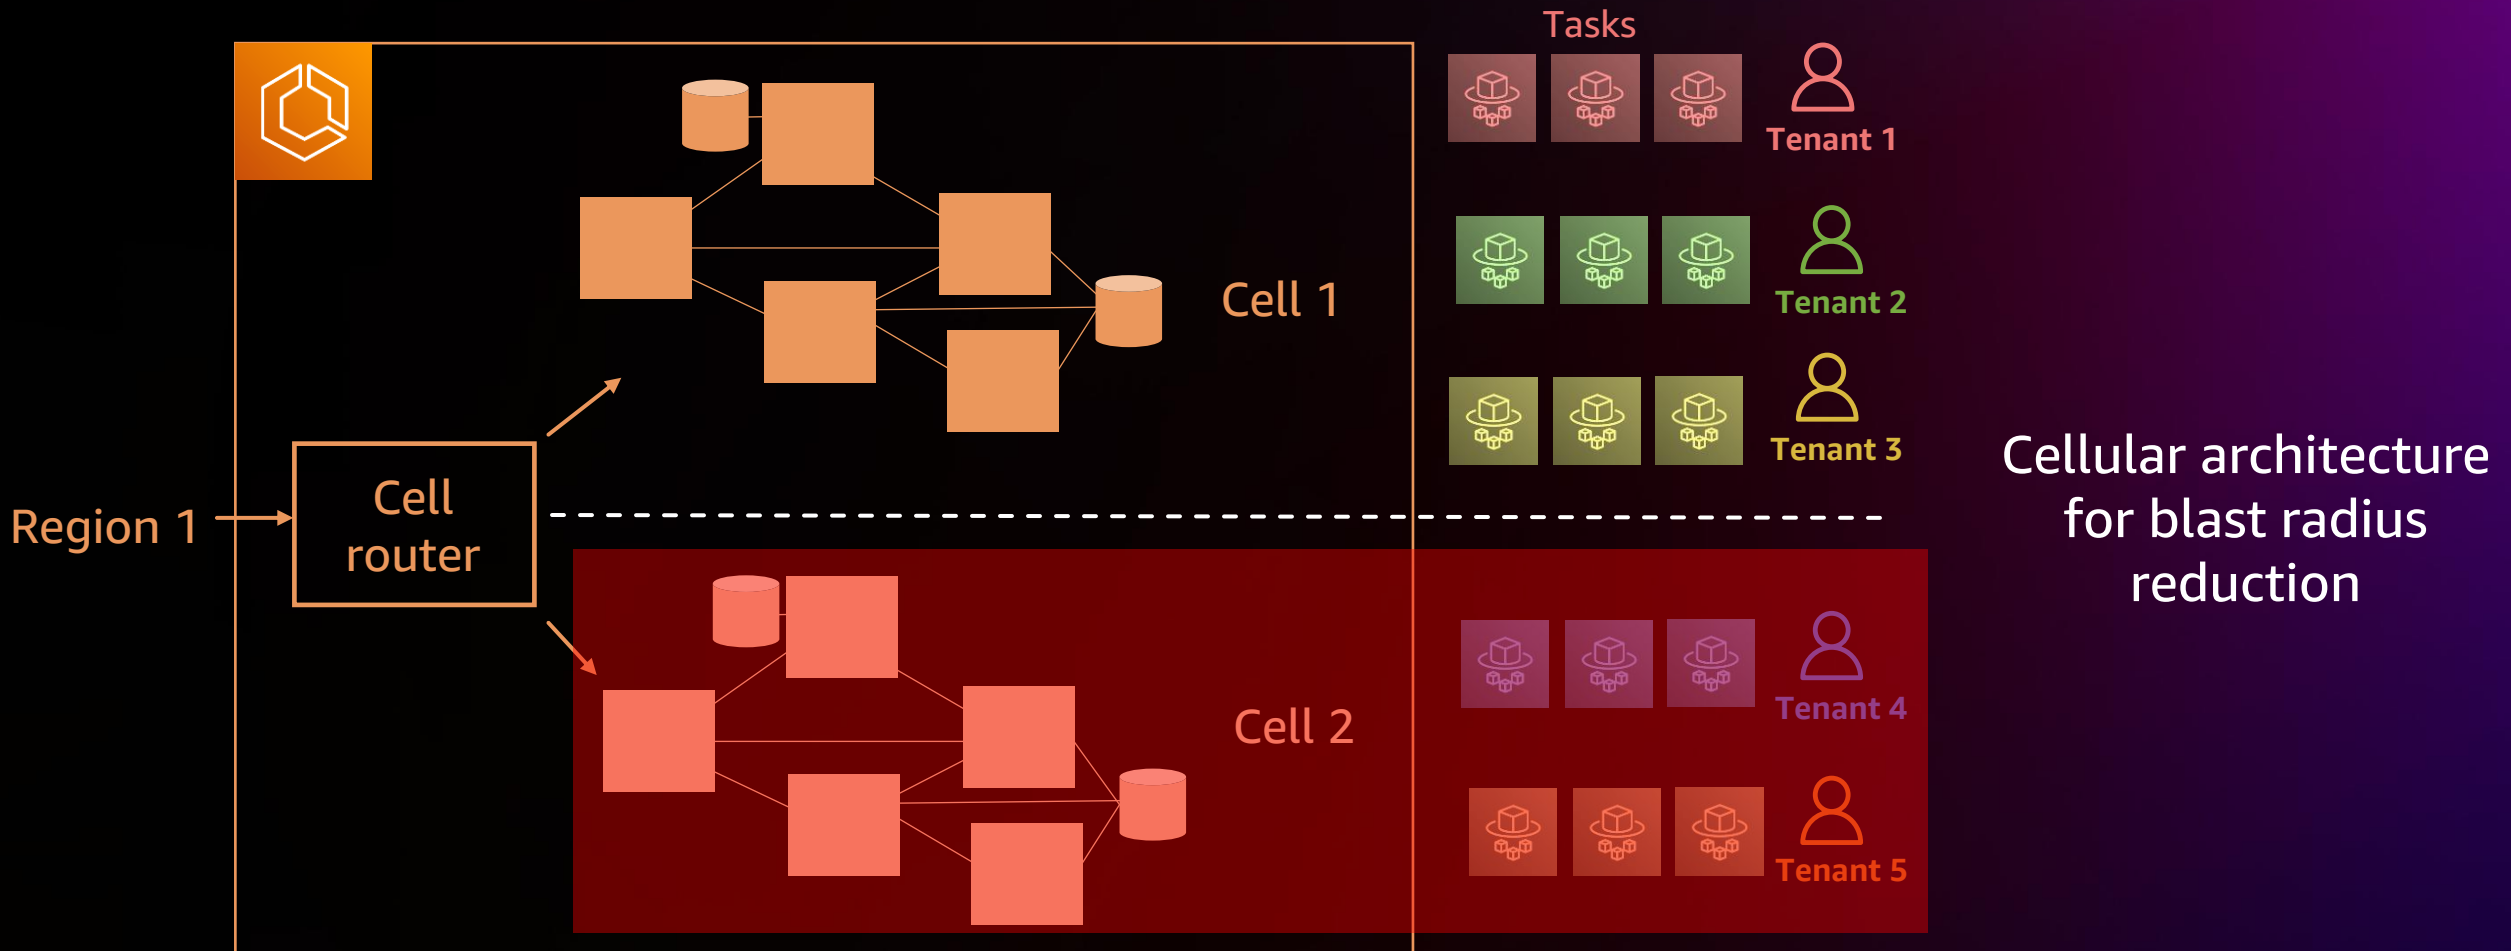 Tasks
Tenant 1
Tenant 2
Cell 1
Tenant 3
Region 1
Cell
router
Cellular architecture
for blast radius
reduction
Cell 2
Tenant 4
Tenant 5